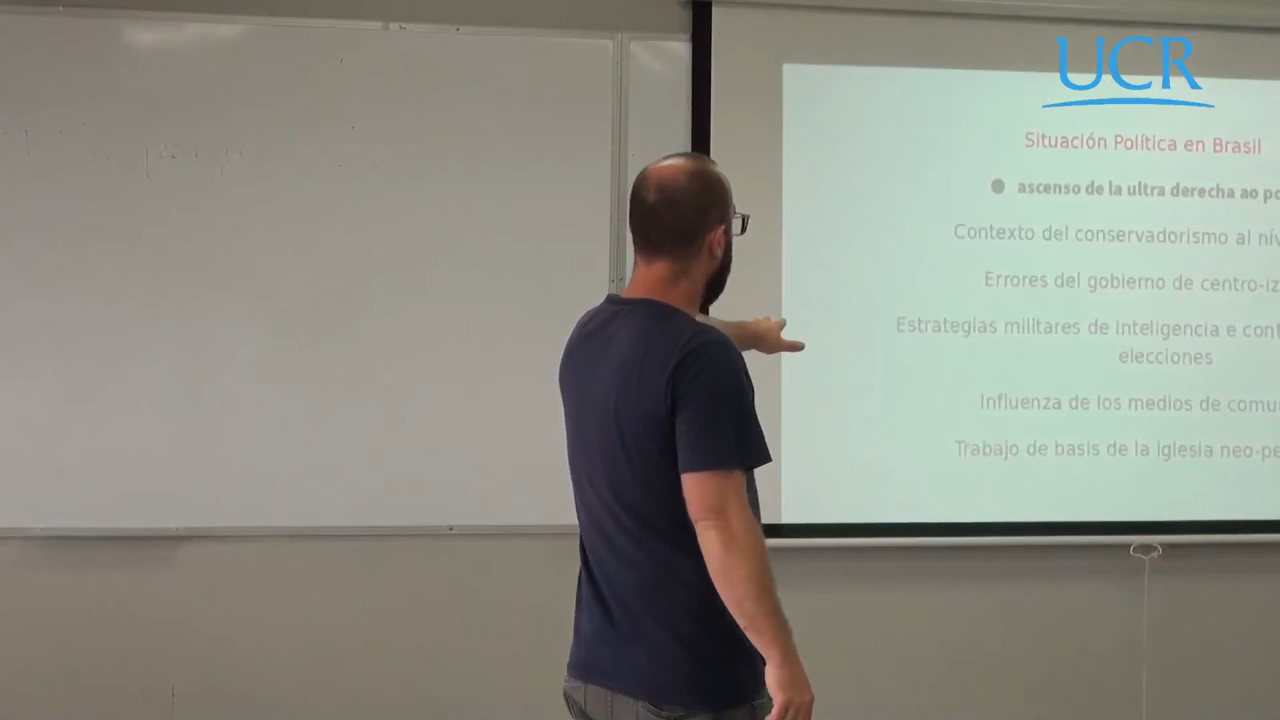 UCR
Situación Política en Brasil
ascenso de la ultra derecha ao
Contexto del conservadorismo al
Errores del gobierno de
Estrategias militares de inteligencia e
elecciones
Influenza de los medios de
Trabajo de basis de la iglesia